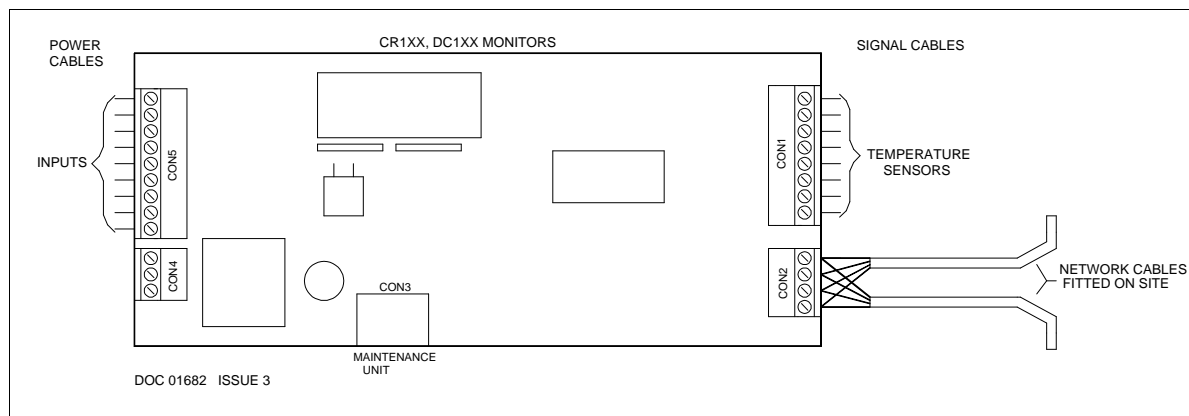 POWER
CABLES
CR1XX, DC1XX MONITORS
SIGNAL CABLES
INPUTS
CON5
CON1
TEMPERATURE
SENSORS
CON4
CON2
NETWORK CABLES
FITTED ON SITE
CON3
MAINTENANCE
UNIT
DOC 01682 ISSUE 3